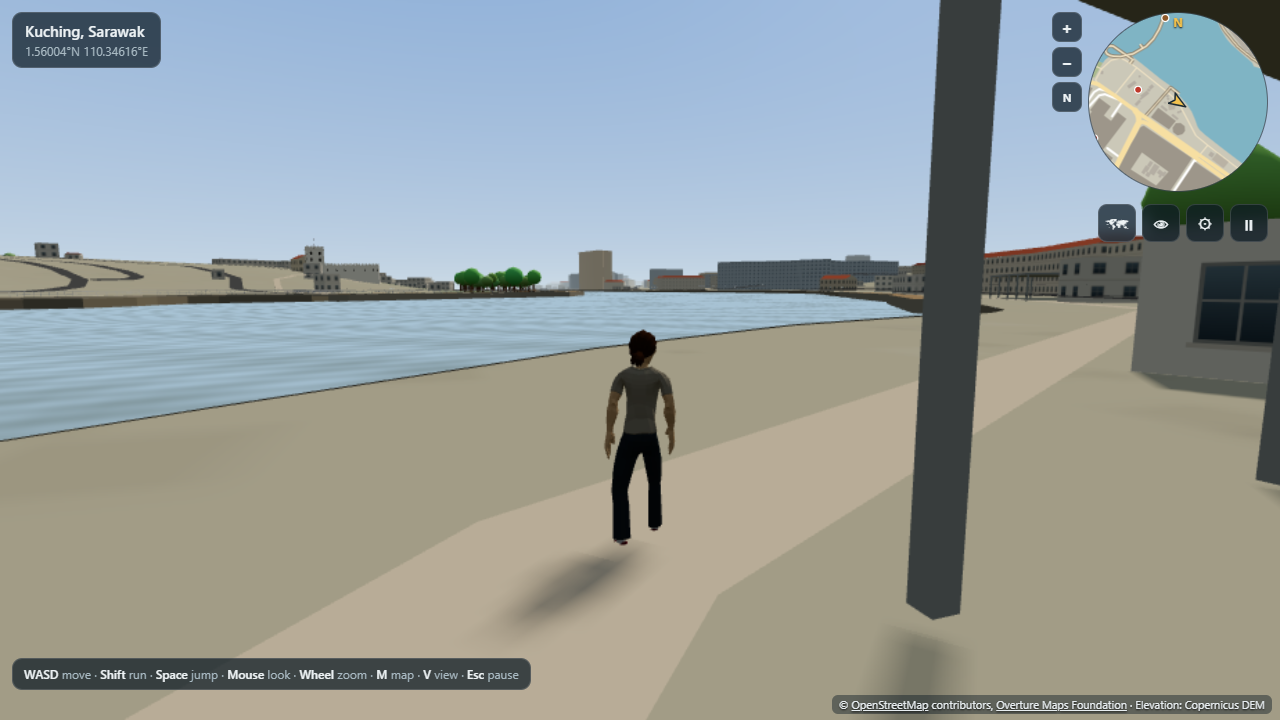 Kuching, Sarawak
1.56004°N 110.34616°E
+
−
N
N
WASD move · Shift run · Space jump · Mouse look · Wheel zoom · M map · V view · Esc pause
© OpenStreetMap contributors, Overture Maps Foundation · Elevation: Copernicus DEM